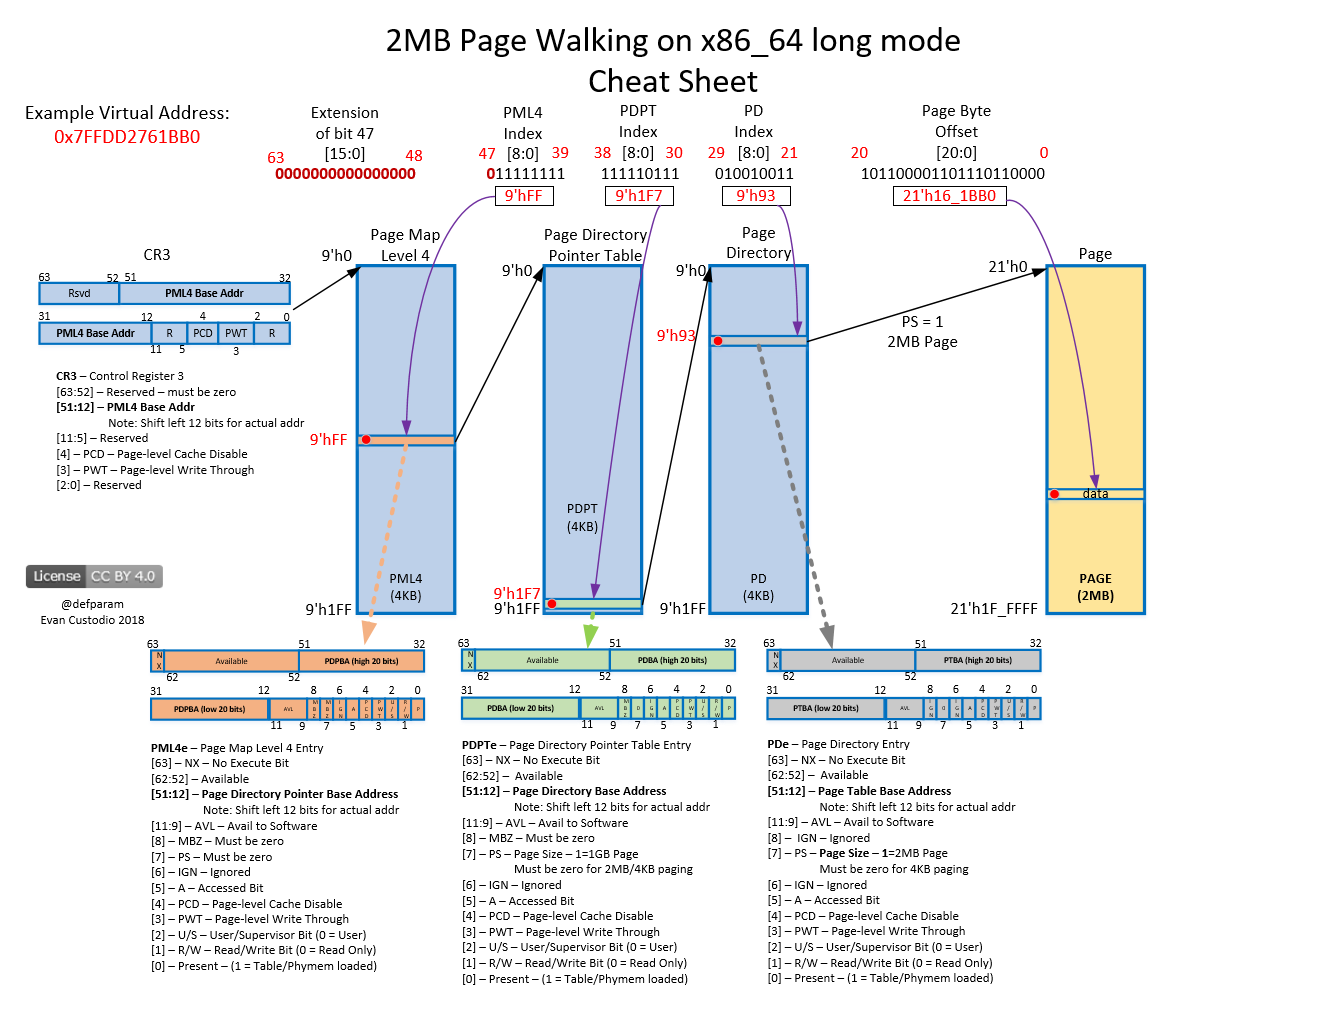 2MB Page Walking on x86_64 long mode
Cheat Sheet
Example Virtual Address:
0x7FFDD2761BB0
Extension
of bit 47
[15:0]
63
48
0000000000000000
PML4
Index
[8:0]
47
39
011111111
9'hFF
PDPT
Index
[8:0]
38
30
111110111
9'h1F7
PD
Index
[8:0]
29
21
010010011
9'h93
Page Byte
Offset
[20:0]
20
0
101100001101110110000
21'h16_1BB0
CR3
63
52
51
32
Rsvd
PML4 Base Addr
31
12
4
2
0
PML4 Base Addr
R
PCD
PWT
R
11
5
3
CR3 – Control Register 3
[63:52] – Reserved – must be zero
[51:12] – PML4 Base Addr
Note: Shift left 12 bits for actual addr
[11:5] – Reserved
[4] – PCD – Page-level Cache Disable
[3] – PWT – Page-level Write Through
[2:0] – Reserved
License CC BY 4.0
@defparam
Evan Custodio 2018
Page Map
Level 4
9'h0
9'hFF
PML4
(4KB)
9'h1FF
Page Directory
Pointer Table
9'h0
PDPT
(4KB)
9'h1F7
9'h1FF
Page
Directory
9'h0
9'h93
PD
(4KB)
9'h1FF
PS = 1
2MB Page
Page
21'h0
data
PAGE
(2MB)
21'h1F_FFFF
63
51
32
NX
Available
PDPBA (high 20 bits)
62
52
31
12
8
6
4
2
0
PDPBA (low 20 bits)
AVL
MBZ
MBZ
IGN
A
PCD
PWT
U/S
R/W
P
11
9
7
5
3
1
PML4e – Page Map Level 4 Entry
[63] – NX – No Execute Bit
[62:52] – Available
[51:12] – Page Directory Pointer Base Address
Note: Shift left 12 bits for actual addr
[11:9] – AVL – Avail to Software
[8] – MBZ – Must be zero
[7] – PS – Must be zero
[6] – IGN – Ignored
[5] – A – Accessed Bit
[4] – PCD – Page-level Cache Disable
[3] – PWT – Page-level Write Through
[2] – U/S – User/Supervisor Bit (0 = User)
[1] – R/W – Read/Write Bit (0 = Read Only)
[0] – Present – (1 = Table/Phymem loaded)
63
51
32
NX
Available
PDBA (high 20 bits)
62
52
31
12
8
6
4
2
0
PDBA (low 20 bits)
AVL
MBZ
0
IGN
A
PCD
PWT
U/S
R/W
P
11
9
7
5
3
1
PDPTe – Page Directory Pointer Table Entry
[63] – NX – No Execute Bit
[62:52] – Available
[51:12] – Page Directory Base Address
Note: Shift left 12 bits for actual addr
[11:9] – AVL – Avail to Software
[8] – MBZ – Must be zero
[7] – PS – Page Size – 1=1GB Page
Must be zero for 2MB/4KB paging
[6] – IGN – Ignored
[5] – A – Accessed Bit
[4] – PCD – Page-level Cache Disable
[3] – PWT – Page-level Write Through
[2] – U/S – User/Supervisor Bit (0 = User)
[1] – R/W – Read/Write Bit (0 = Read Only)
[0] – Present – (1 = Table/Phymem loaded)
63
51
32
NX
Available
PTBA (high 20 bits)
62
52
31
12
8
6
4
2
0
PTBA (low 20 bits)
AVL
IGN
0
IGN
A
PCD
PWT
U/S
R/W
P
11
9
7
5
3
1
PDe – Page Directory Entry
[63] – NX – No Execute Bit
[62:52] – Available
[51:12] – Page Table Base Address
Note: Shift left 12 bits for actual addr
[11:9] – AVL – Avail to Software
[8] – IGN – Ignored
[7] – PS – Page Size – 1=2MB Page
Must be zero for 4KB paging
[6] – IGN – Ignored
[5] – A – Accessed Bit
[4] – PCD – Page-level Cache Disable
[3] – PWT – Page-level Write Through
[2] – U/S – User/Supervisor Bit (0 = User)
[1] – R/W – Read/Write Bit (0 = Read Only)
[0] – Present – (1 = Table/Phymem loaded)